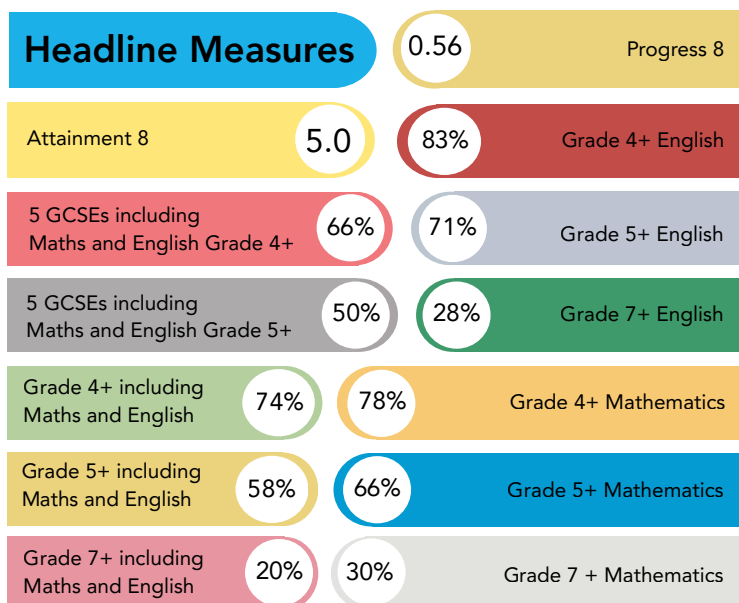 Headline Measures
0.56
Progress 8
Attainment 8
5.0
83%
Grade 4+ English
5 GCSEs including
Maths and English Grade 4+
66%
71%
Grade 5+ English
5 GCSEs including
Maths and English Grade 5+
50%
28%
Grade 7+ English
Grade 4+ including
Maths and English
74%
78%
Grade 4+ Mathematics
Grade 5+ including
Maths and English
58%
66%
Grade 5+ Mathematics
Grade 7+ including
Maths and English
20%
30%
Grade 7 + Mathematics